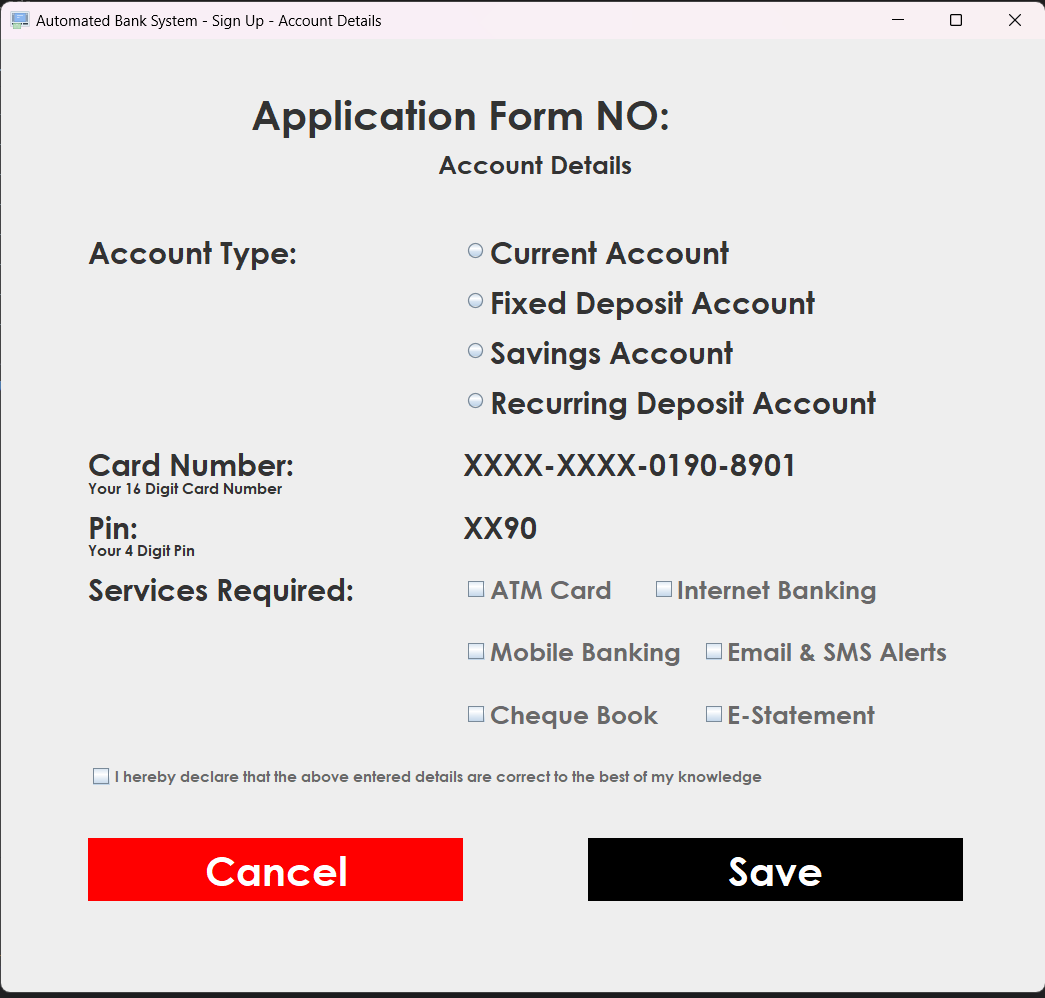 Automated Bank System - Sign Up - Account Details
Application Form NO:
Account Details
Account Type:
Current Account
Fixed Deposit Account
Savings Account
Recurring Deposit Account
Card Number: XXXX-XXXX-0190-8901
Your 16 Digit Card Number
Pin: XX90
Your 4 Digit Pin
Services Required: ATM Card Internet Banking
Mobile Banking Email & SMS Alerts
Cheque Book E-Statement
I hereby declare that the above entered details are correct to the best of my knowledge
Cancel Save